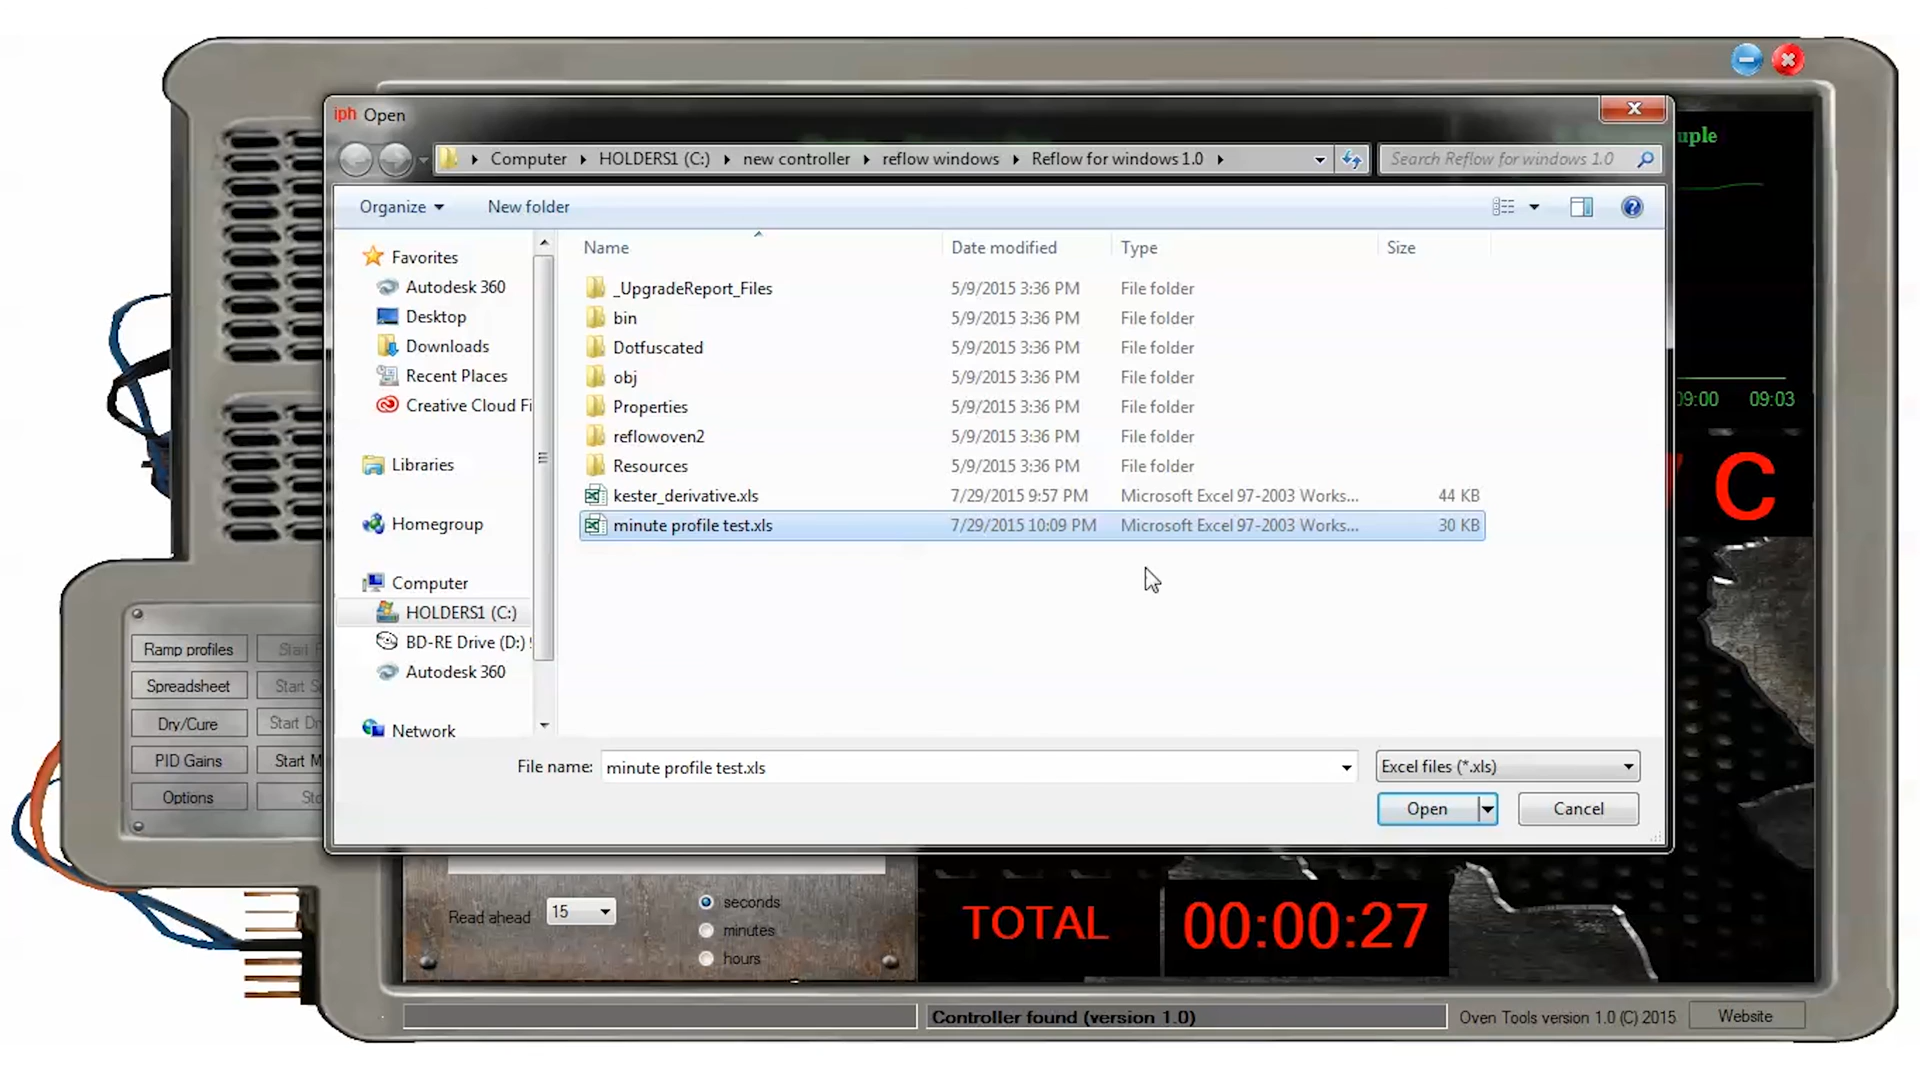 iph Open
Computer HOLDERS1 (C:) new controller reflow windows Reflow for windows 1.0 Search Reflow for windows 1.0
Organize New folder
Name Date modified Type Size
Favorites
Autodesk 360
Desktop
Downloads
Recent Places
Creative Cloud Fi
Libraries
Homegroup
Computer
HOLDERS1 (C:)
BD-RE Drive (D:)
Autodesk 360
Network
_UpgradeReport_Files 5/9/2015 3:36 PM File folder
bin 5/9/2015 3:36 PM File folder
Dotfuscated 5/9/2015 3:36 PM File folder
obj 5/9/2015 3:36 PM File folder
Properties 5/9/2015 3:36 PM File folder
reflowoven2 5/9/2015 3:36 PM File folder
Resources 5/9/2015 3:36 PM File folder
kester_derivative.xls 7/29/2015 9:57 PM Microsoft Excel 97-2003 Works... 44 KB
minute profile test.xls 7/29/2015 10:09 PM Microsoft Excel 97-2003 Works... 30 KB
File name: minute profile test.xls Excel files (*.xls)
Open Cancel
uple
09:00 09:03
C
Ramp profiles Start
Spreadsheet Start S
Dry/Cure Start Dr
PID Gains Start M
Options Sto
Read ahead 15
seconds
minutes
hours
TOTAL 00:00:27
Controller found (version 1.0) Oven Tools version 1.0 (C) 2015 Website